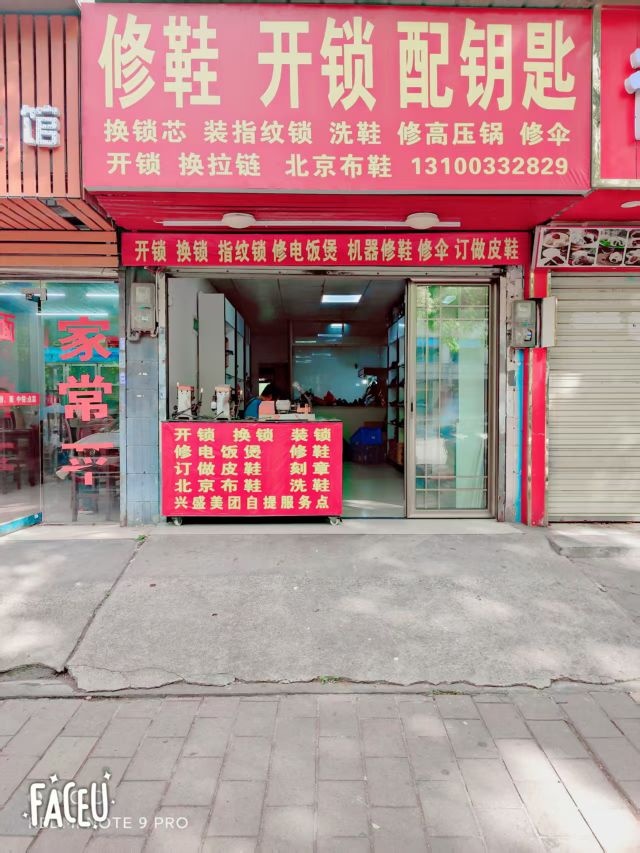 修鞋 开锁 配钥匙
换锁芯 装指纹锁 洗鞋 修高压锅 修伞
开锁 换拉链 北京布鞋 13100332829
馆
开锁 换锁 指纹锁 修电饭煲 机器修鞋 修伞 订做皮鞋
家常
开锁 换锁 装锁
修电饭煲 修鞋
订做皮鞋 刻章
北京布鞋 洗鞋
兴盛美团自提服务点
FACEU
NOTE 9 PRO